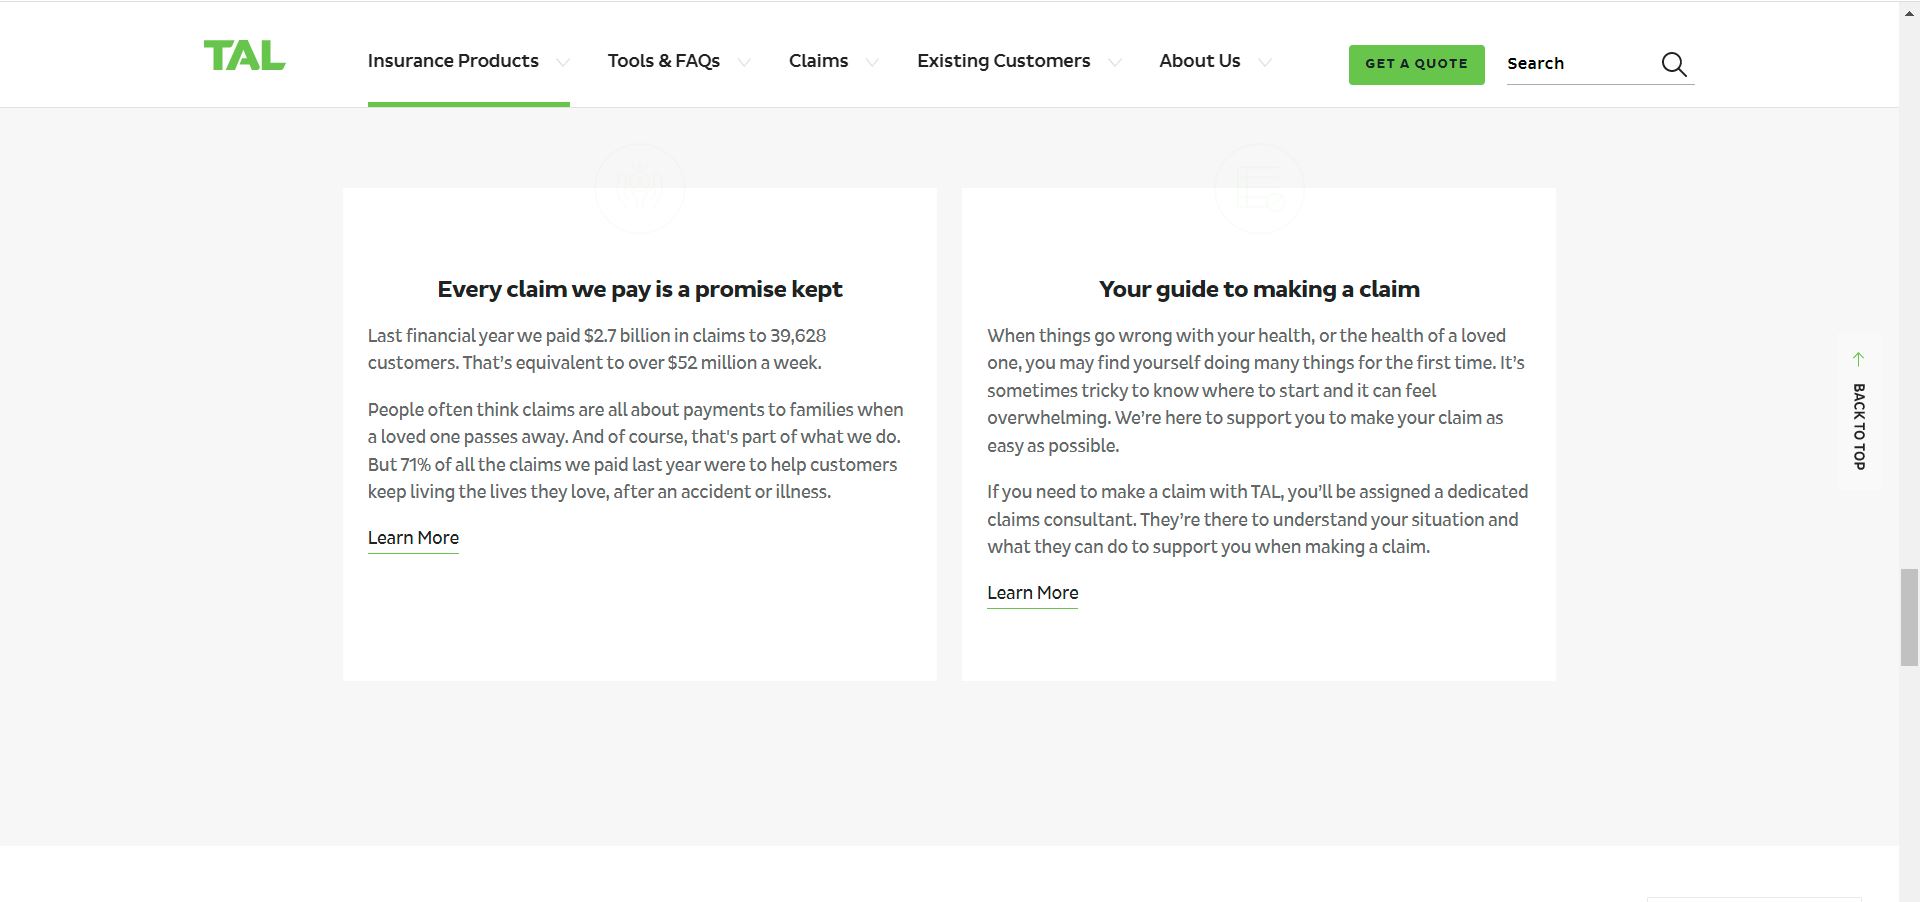 TAL
Insurance Products
Tools & FAQs
Claims
Existing Customers
About Us
GET A QUOTE
Search
Every claim we pay is a promise kept
Last financial year we paid $2.7 billion in claims to 39,628
customers. That’s equivalent to over $52 million a week.
People often think claims are all about payments to families when
a loved one passes away. And of course, that's part of what we do.
But 71% of all the claims we paid last year were to help customers
keep living the lives they love, after an accident or illness.
Learn More
Your guide to making a claim
When things go wrong with your health, or the health of a loved
one, you may find yourself doing many things for the first time. It’s
sometimes tricky to know where to start and it can feel
overwhelming. We’re here to support you to make your claim as
easy as possible.
If you need to make a claim with TAL, you’ll be assigned a dedicated
claims consultant. They’re there to understand your situation and
what they can do to support you when making a claim.
Learn More
BACK TO TOP